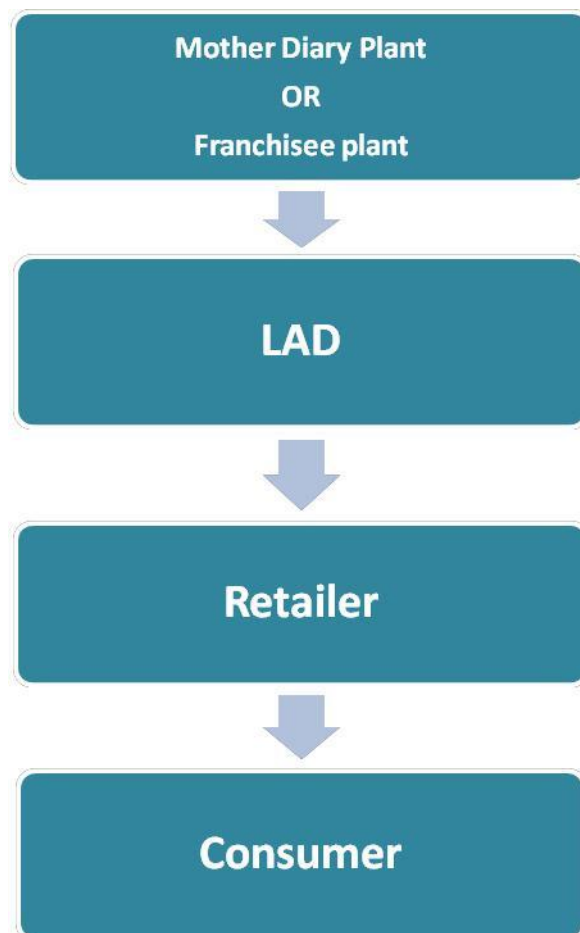 Mother Diary Plant
OR
Franchisee plant
LAD
Retailer
Consumer